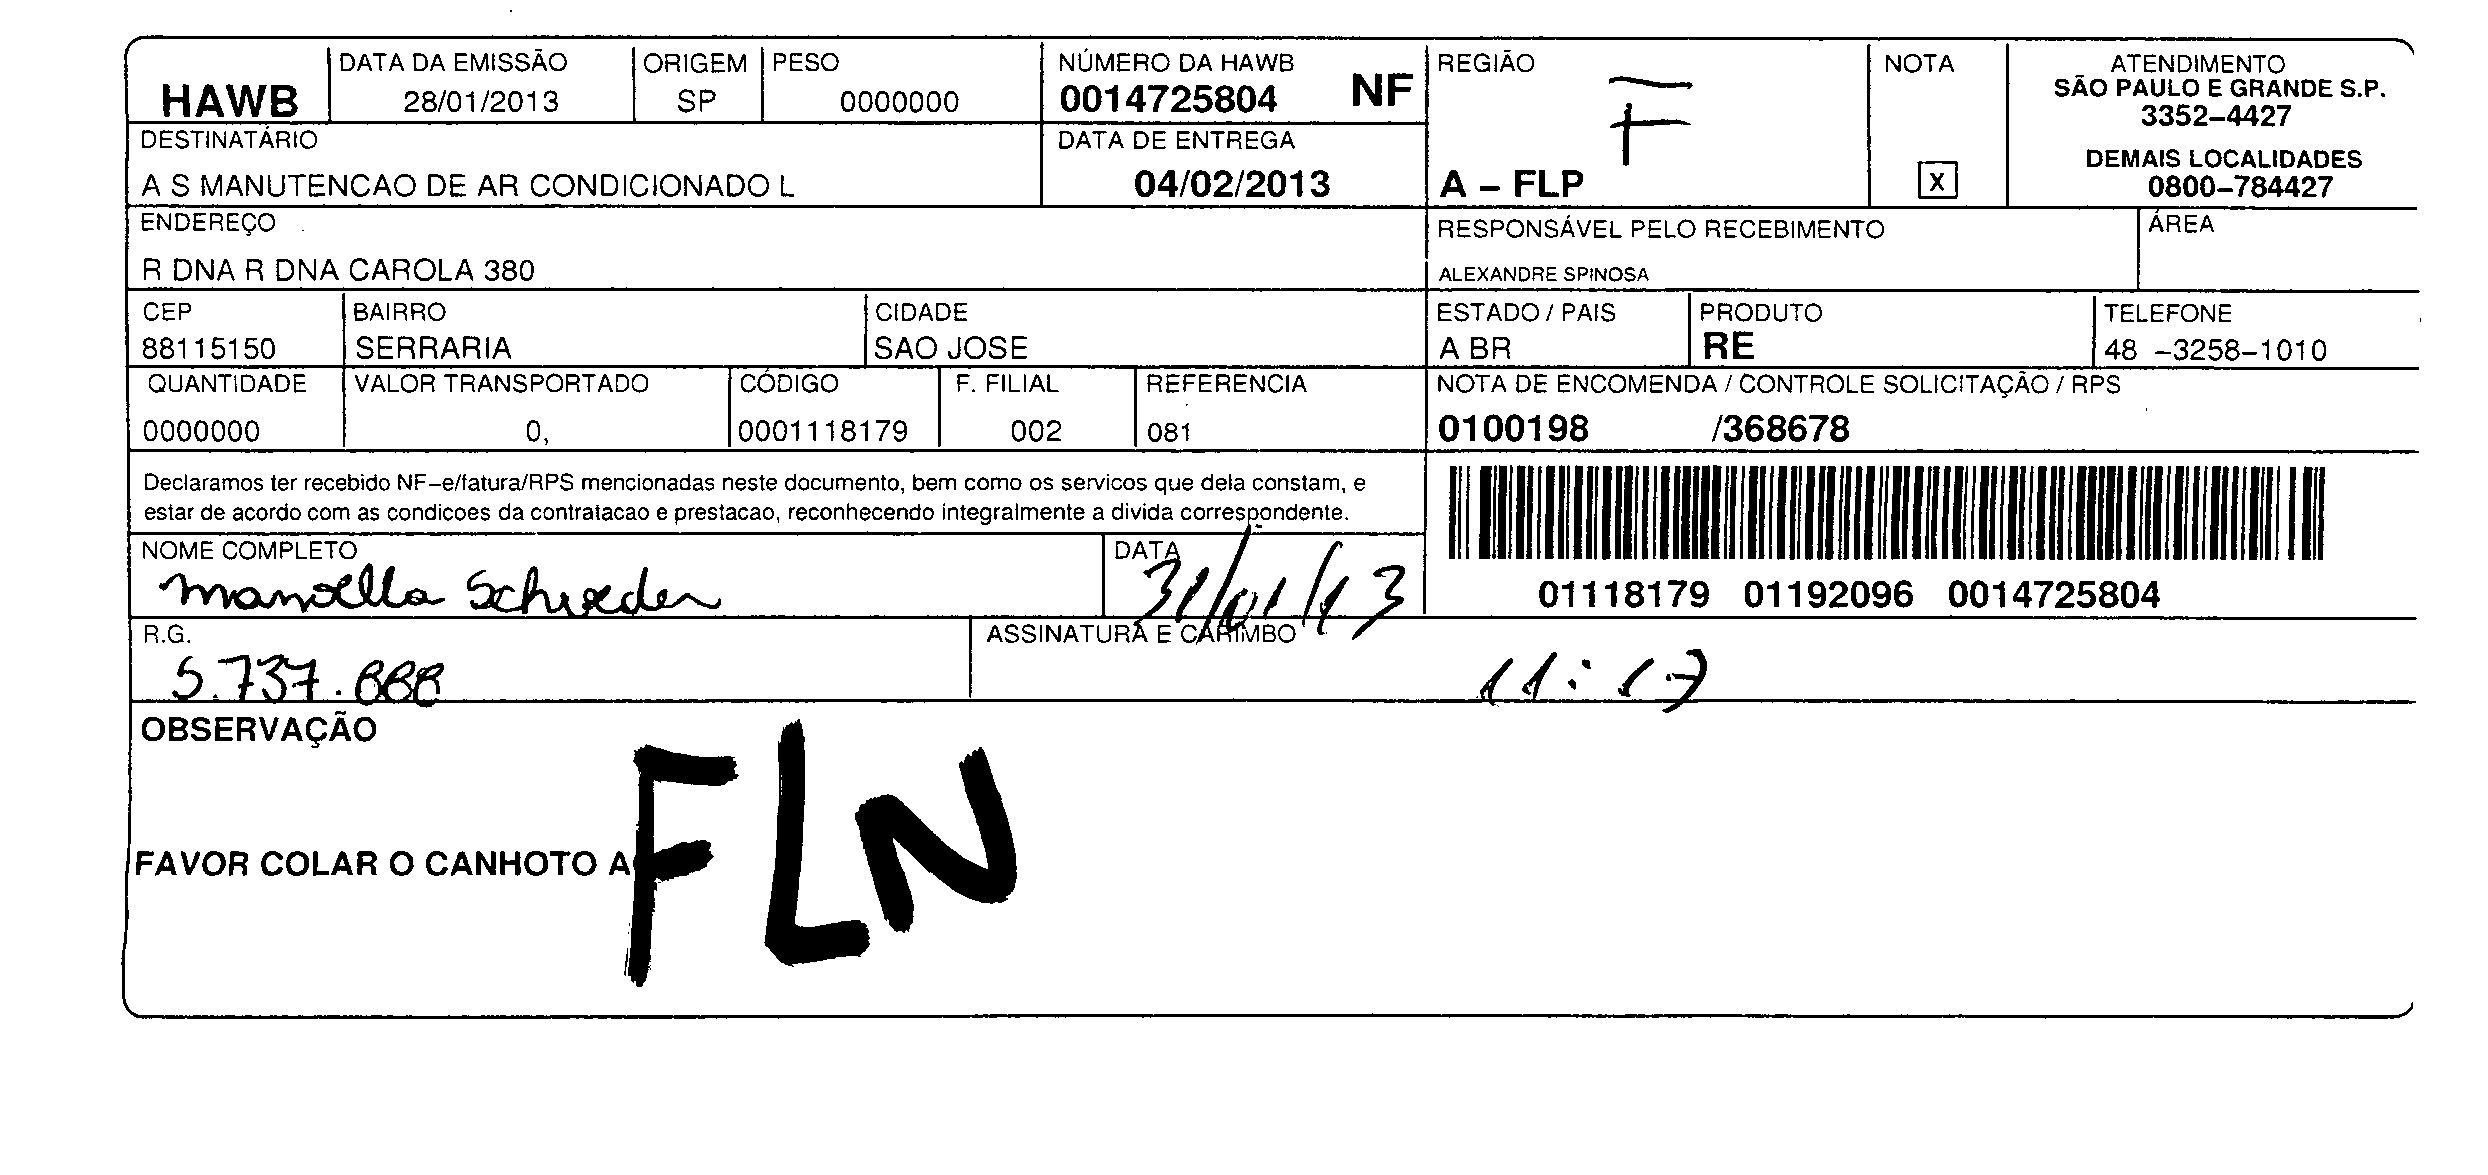 HAWB
DATA DA EMISSÃO
28/01/2013
ORIGEM
SP
PESO
0000000
NÚMERO DA HAWB
0014725804 NF
REGIÃO
F
A – FLP
NOTA
X
ATENDIMENTO
SÃO PAULO E GRANDE S.P.
3352–4427
DEMAIS LOCALIDADES
0800–784427
DESTINATÁRIO
A S MANUTENCAO DE AR CONDICIONADO L
DATA DE ENTREGA
04/02/2013
ENDEREÇO
R DNA R DNA CAROLA 380
RESPONSÁVEL PELO RECEBIMENTO
ALEXANDRE SPINOSA
ÁREA
CEP
88115150
BAIRRO
SERRARIA
CIDADE
SAO JOSE
ESTADO / PAIS
A BR
PRODUTO
RE
TELEFONE
48 –3258–1010
QUANTIDADE
0000000
VALOR TRANSPORTADO
0,
CÓDIGO
0001118179
F. FILIAL
002
REFERENCIA
081
NOTA DE ENCOMENDA / CONTROLE SOLICITAÇÃO / RPS
0100198 /368678
Declaramos ter recebido NF–e/fatura/RPS mencionadas neste documento, bem como os servicos que dela constam, e
estar de acordo com as condicoes da contratacao e prestacao, reconhecendo integralmente a divida correspondente.
01118179 01192096 0014725804
NOME COMPLETO
Manoella Schroeder
DATA
31/01/13
R.G.
5.737.888
ASSINATURA E CARIMBO
11:17
OBSERVAÇÃO
FAVOR COLAR O CANHOTO A
FLN